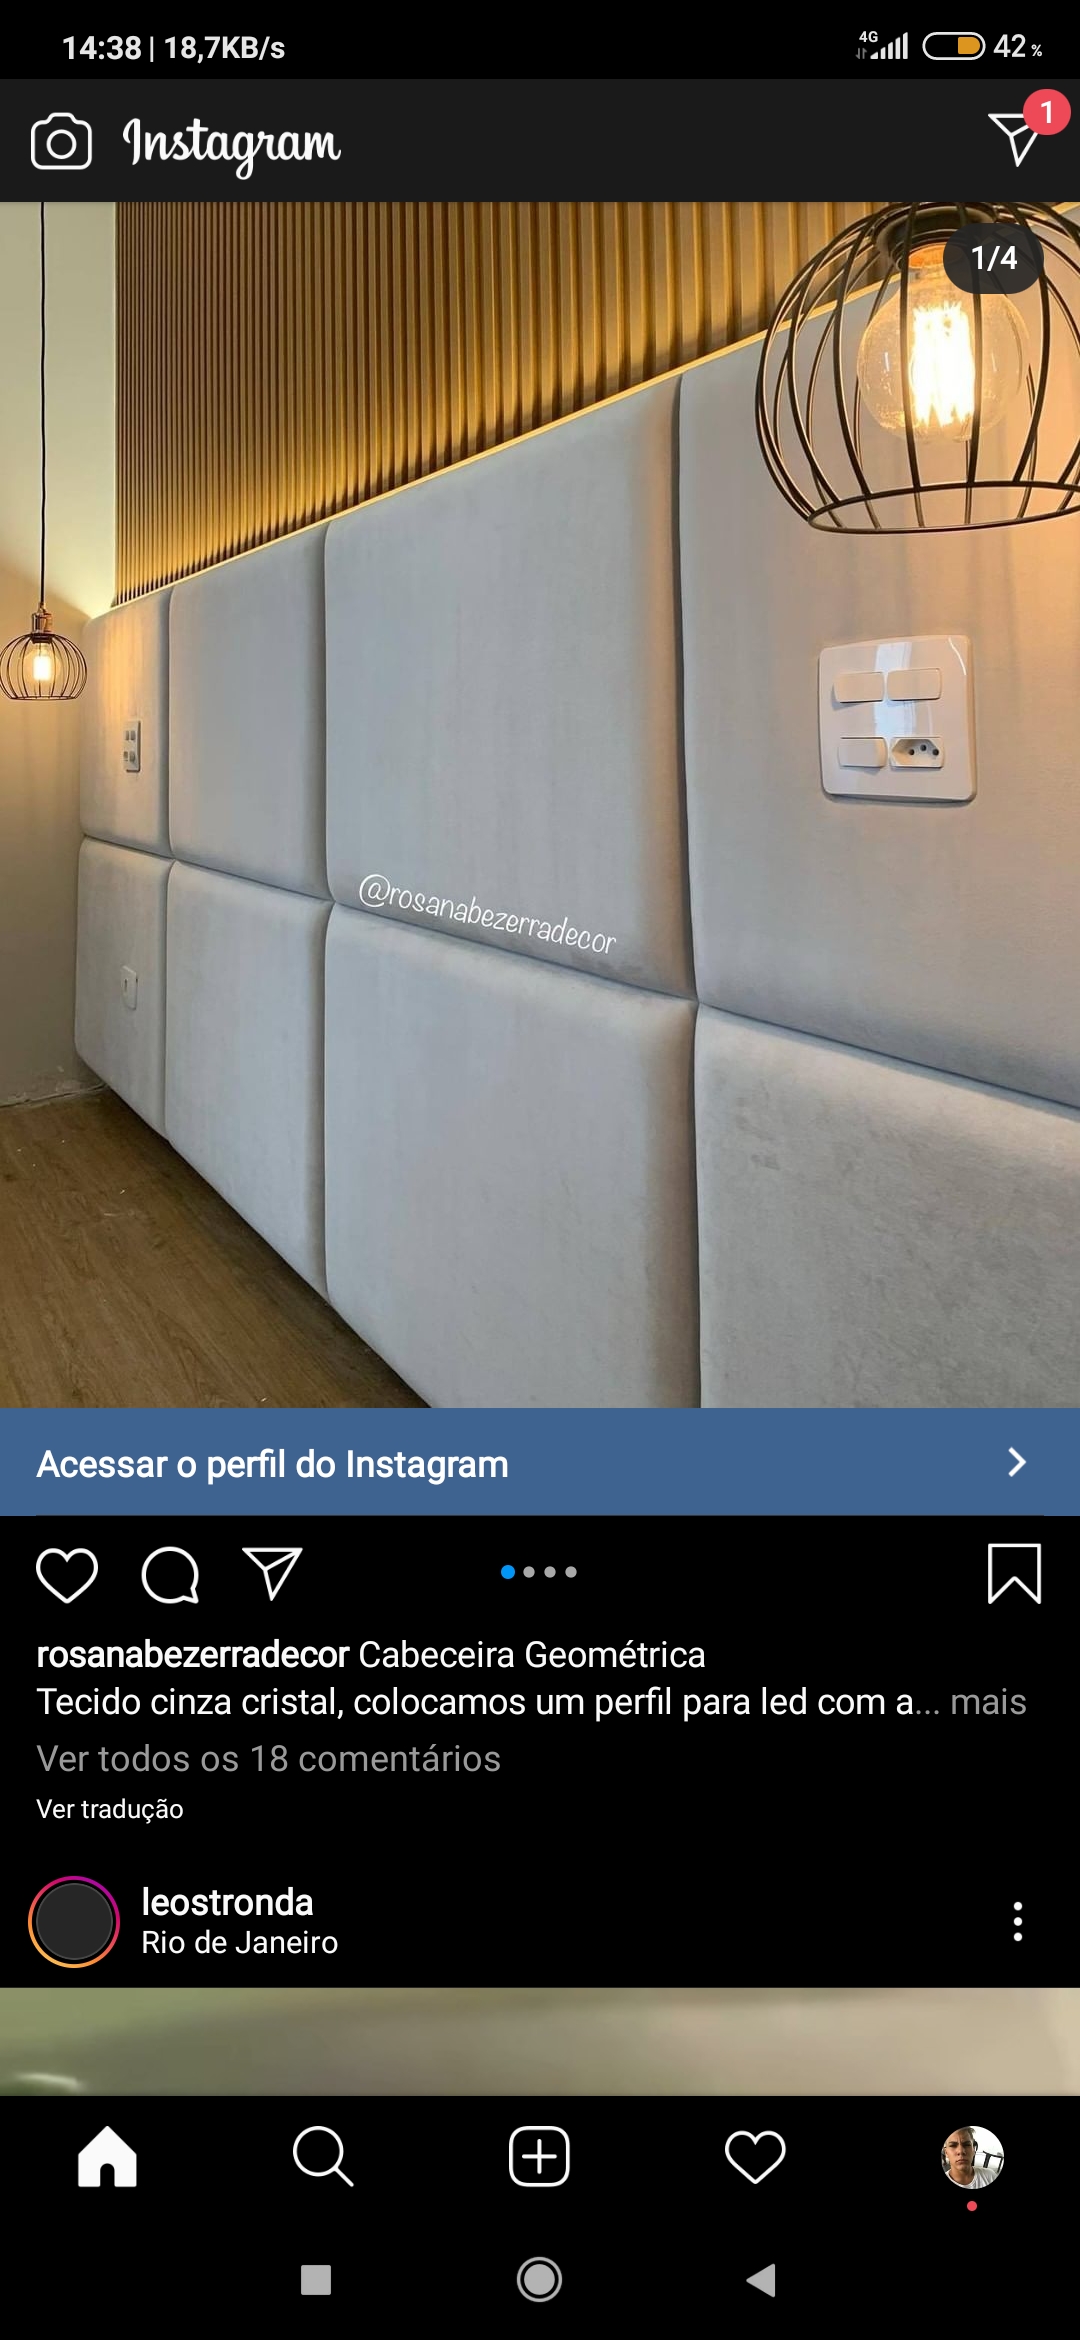 14:38 | 18,7KB/s
4G
42 %
Instagram
1
1/4
@rosanabezerradecor
Acessar o perfil do Instagram
rosanabezerradecor Cabeceira Geométrica
Tecido cinza cristal, colocamos um perfil para led com a... mais
Ver todos os 18 comentários
Ver tradução
leostronda
Rio de Janeiro